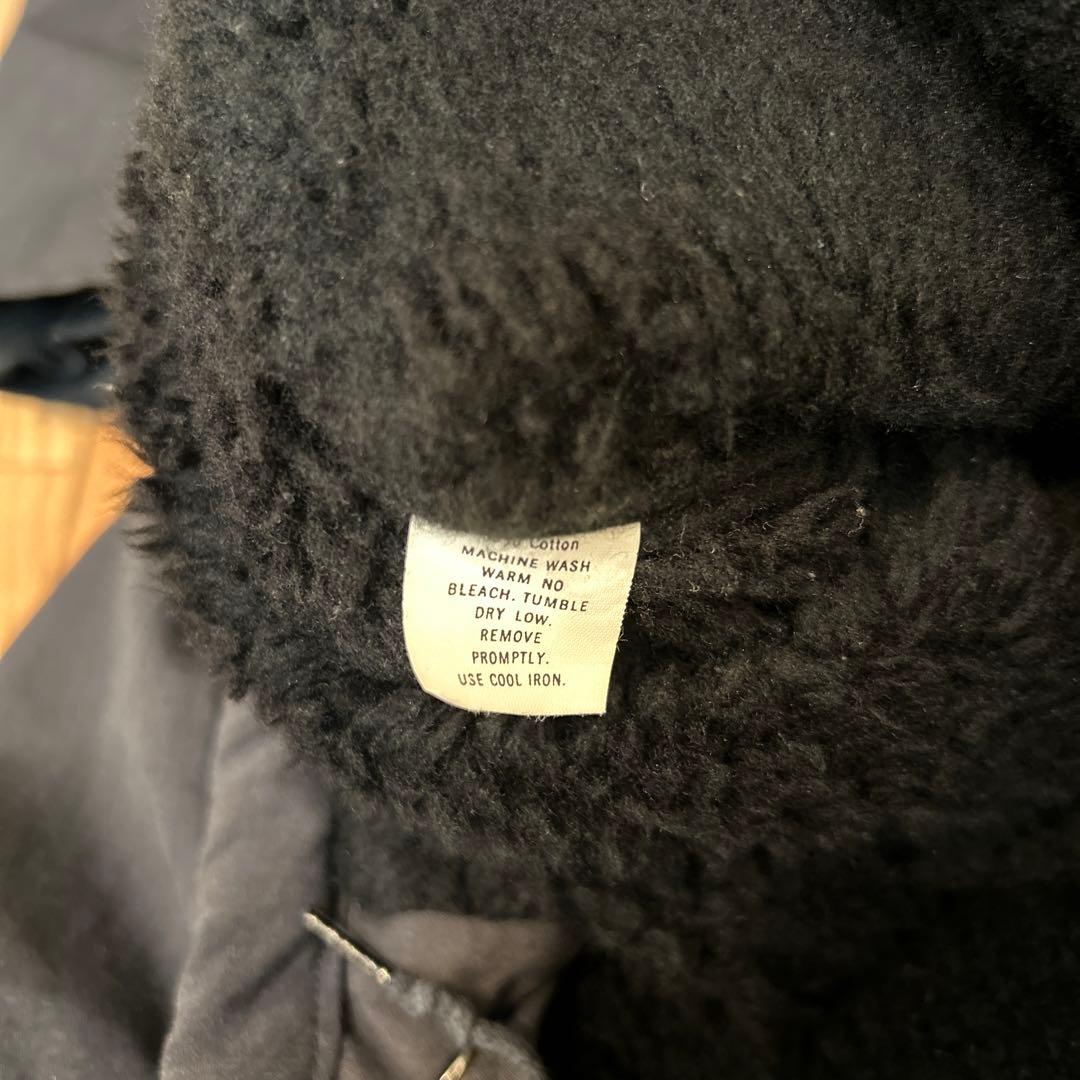 Cotton
MACHINE WASH
WARM NO
BLEACH. TUMBLE
DRY LOW.
REMOVE
PROMPTLY.
USE COOL IRON.